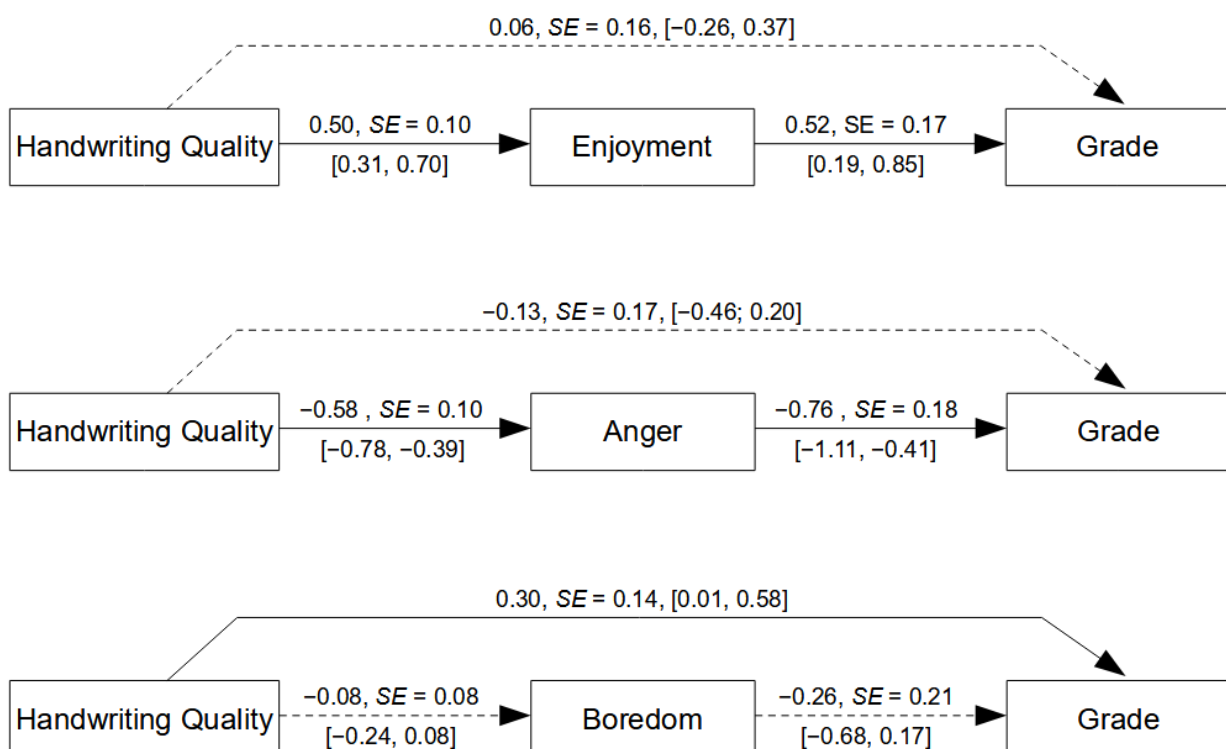 0.06, SE = 0.16, [−0.26, 0.37]
Handwriting Quality
0.50, SE = 0.10
[0.31, 0.70]
Enjoyment
0.52, SE = 0.17
[0.19, 0.85]
Grade
−0.13, SE = 0.17, [−0.46; 0.20]
Handwriting Quality
−0.58 , SE = 0.10
[−0.78, −0.39]
Anger
−0.76 , SE = 0.18
[−1.11, −0.41]
Grade
0.30, SE = 0.14, [0.01, 0.58]
Handwriting Quality
−0.08, SE = 0.08
[−0.24, 0.08]
Boredom
−0.26, SE = 0.21
[−0.68, 0.17]
Grade